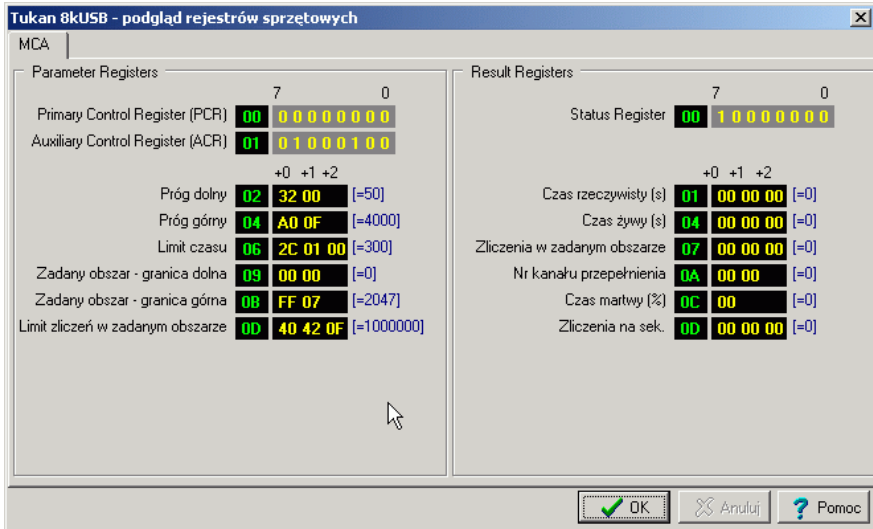 Tukan 8kUSB - podgląd rejestrów sprzętowych
MCA
Parameter Registers
7 0
Primary Control Register (PCR) 00 0 0 0 0 0 0 0 0
Auxiliary Control Register (ACR) 01 0 1 0 0 0 1 0 0
+0 +1 +2
Próg dolny 02 32 00 [=50]
Próg górny 04 A0 0F [=4000]
Limit czasu 06 2C 01 00 [=300]
Zadany obszar - granica dolna 09 00 00 [=0]
Zadany obszar - granica górna 0B FF 07 [=2047]
Limit zliczeń w zadanym obszarze 0D 40 42 0F [=1000000]
Result Registers
7 0
Status Register 00 1 0 0 0 0 0 0 0
+0 +1 +2
Czas rzeczywisty (s) 01 00 00 00 [=0]
Czas żywy (s) 04 00 00 00 [=0]
Zliczenia w zadanym obszarze 07 00 00 00 [=0]
Nr kanału przepełnienia 0A 00 00 [=0]
Czas martwy (%) 0C 00 [=0]
Zliczenia na sek. 0D 00 00 00 [=0]
OK Anuluj Pomoc